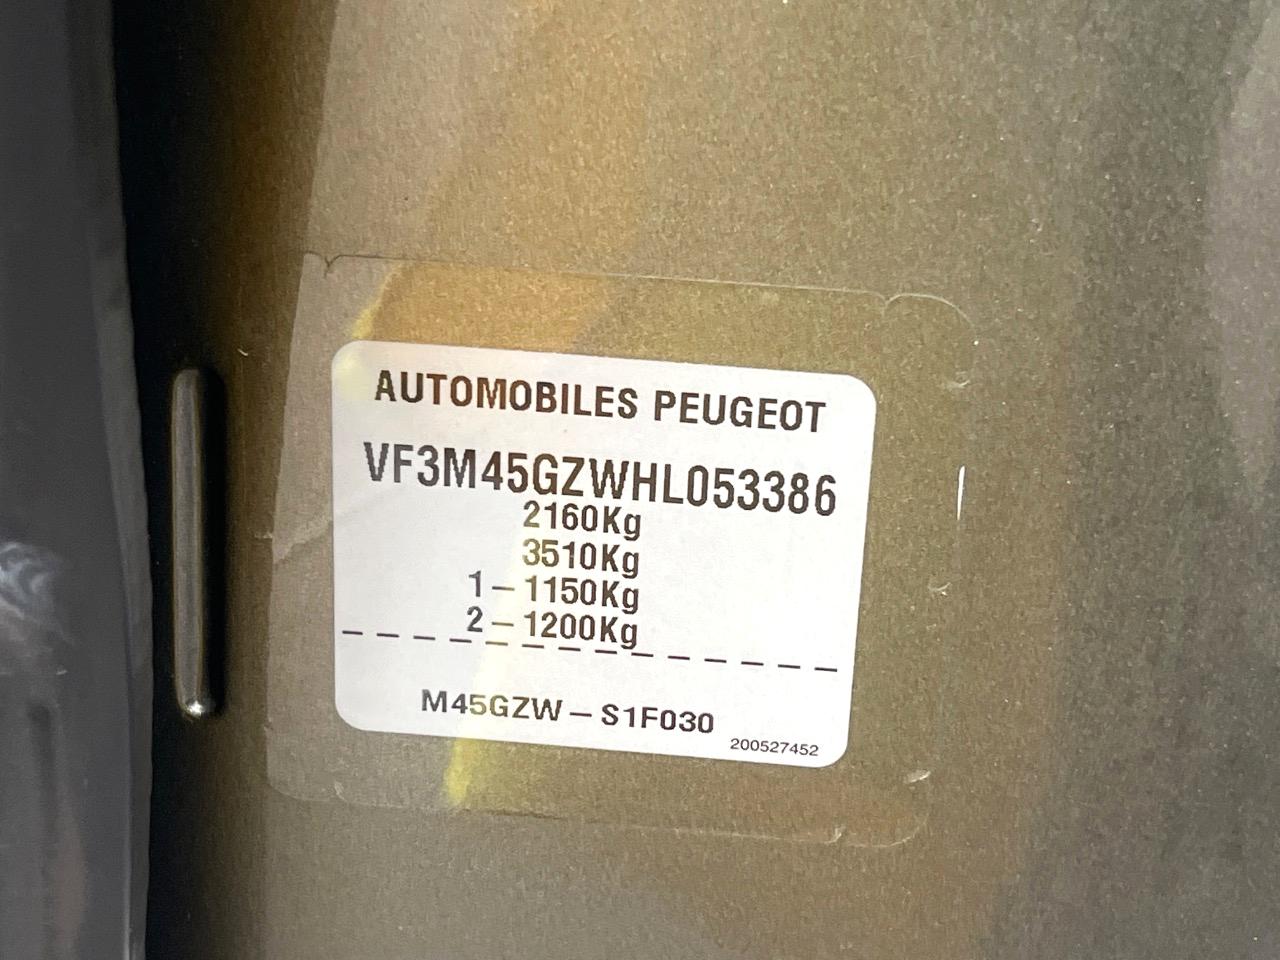 AUTOMOBILES PEUGEOT
VF3M45GZWHL053386
2160Kg
3510Kg
1–1150Kg
2–1200Kg
M45GZW–S1F030
200527452